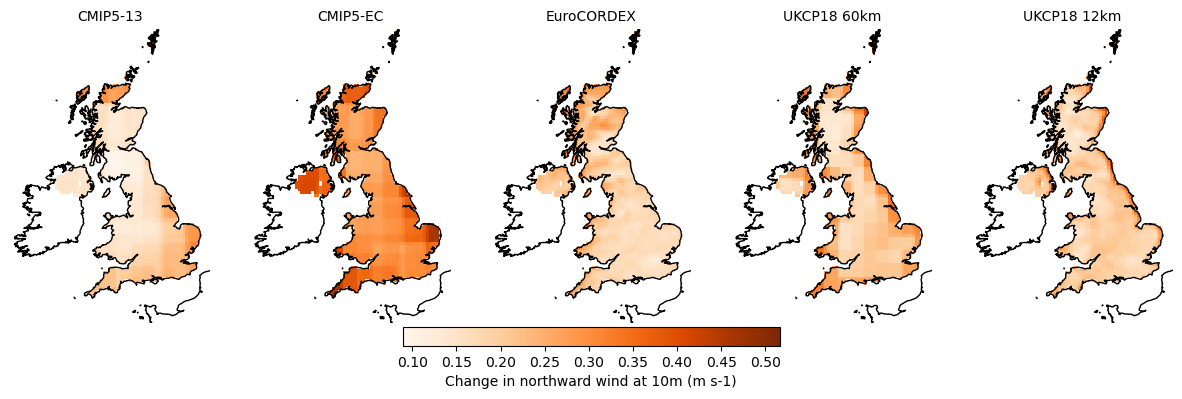 CMIP5-13 CMIP5-EC EuroCORDEX UKCP18 60km UKCP18 12km
0.10 0.15 0.20 0.25 0.30 0.35 0.40 0.45 0.50
Change in northward wind at 10m (m s-1)